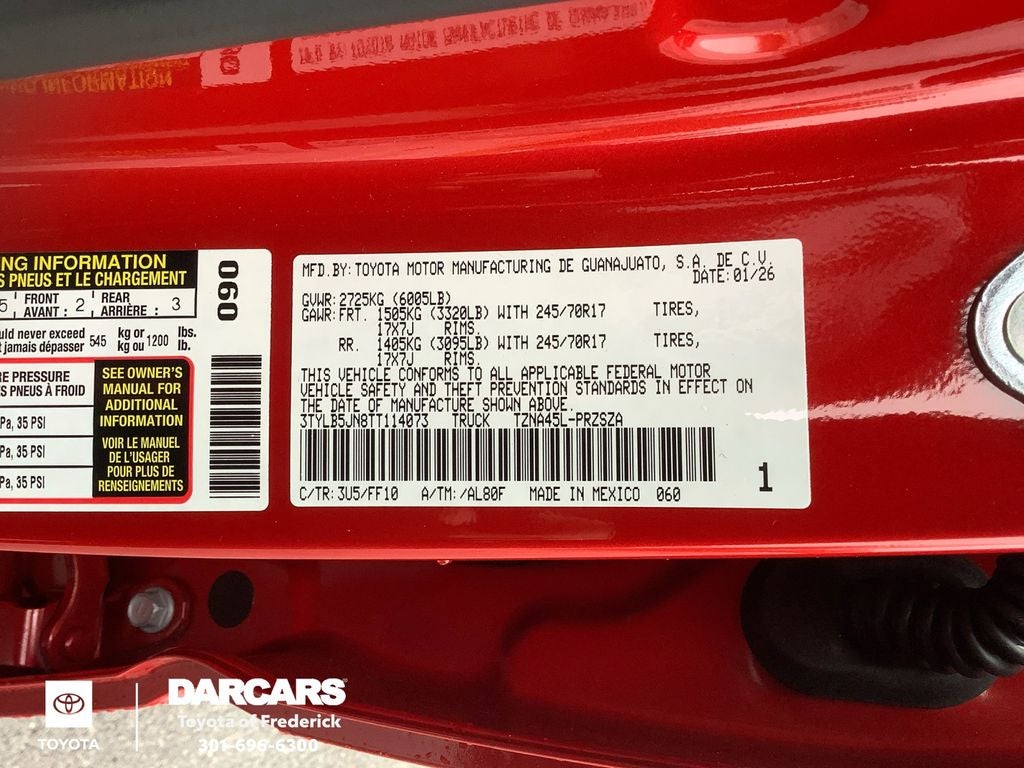 NG INFORMATION
S PNEUS ET LE CHARGEMENT
5 FRONT AVANT : 2 REAR ARRIÈRE : 3
uld never exceed
t jamais dépasser 545 kg or kg ou 1200 lbs. lb.
RE PRESSURE
S PNEUS À FROID
Pa, 35 PSI
Pa, 35 PSI
Pa, 35 PSI
SEE OWNER'S
MANUAL FOR
ADDITIONAL
INFORMATION
VOIR LE MANUEL
DE L'USAGER
POUR PLUS DE
RENSEIGNEMENTS
090
MFD.BY:TOYOTA MOTOR MANUFACTURING DE GUANAJUATO, S.A. DE C.V.
DATE:01/26
GVWR:2725KG (6005LB)
GAWR:FRT. 1505KG (3320LB) WITH 245/70R17 TIRES,
17X7J RIMS.
RR. 1405KG (3095LB) WITH 245/70R17 TIRES,
17X7J RIMS.
THIS VEHICLE CONFORMS TO ALL APPLICABLE FEDERAL MOTOR
VEHICLE SAFETY AND THEFT PREVENTION STANDARDS IN EFFECT ON
THE DATE OF MANUFACTURE SHOWN ABOVE.
3TYLB5JN8TT114073 TRUCK TZNA45L-PRZSZA
C/TR:3U5/FF10 A/TM:/AL80F MADE IN MEXICO 060
1
TOYOTA
DARCARS
Toyota of Frederick
301-696-6300